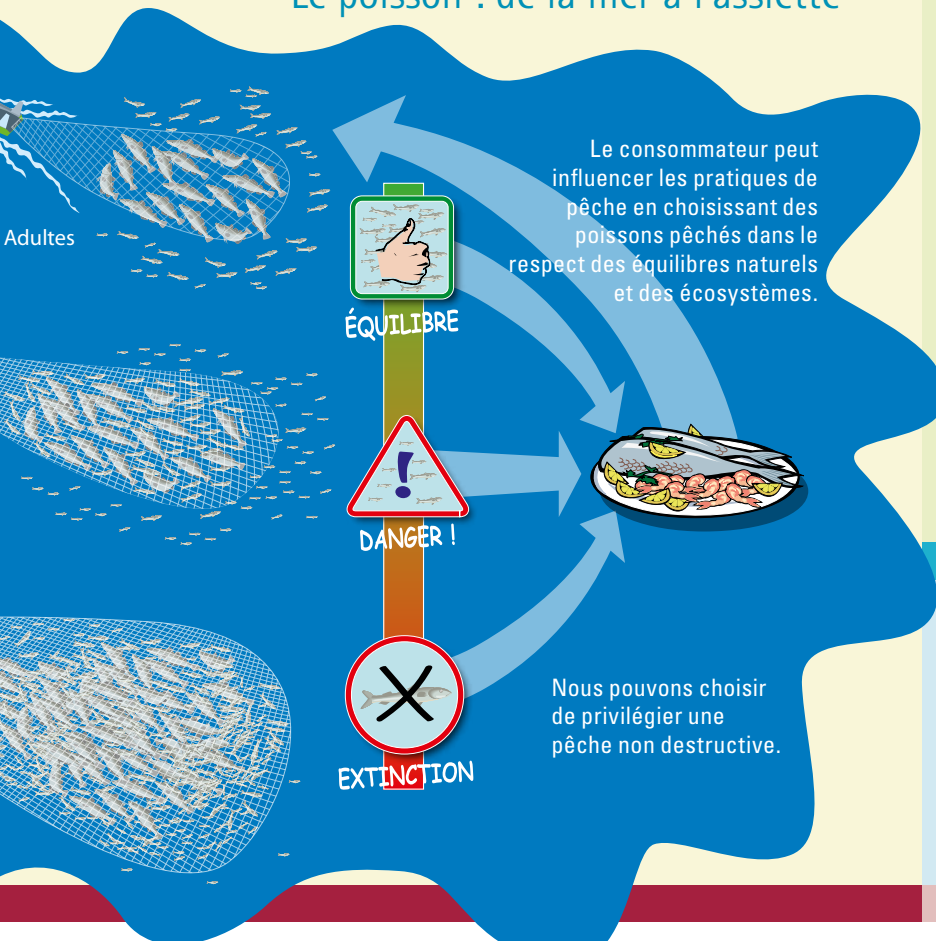 Le poisson : de la mer à l'assiette
Adultes
Le consommateur peut
influencer les pratiques de
pêche en choisissant des
poissons pêchés dans le
respect des équilibres naturels
et des écosystèmes.
ÉQUILIBRE
!
DANGER !
EXTINCTION
Nous pouvons choisir
de privilégier une
pêche non destructive.